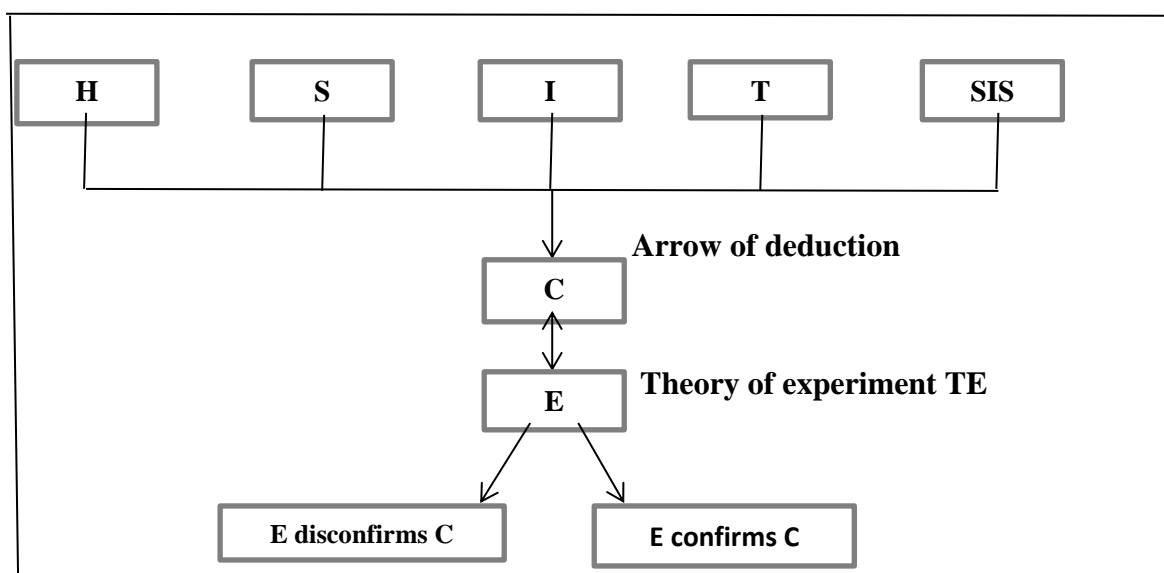 H
S
I
T
SIS
Arrow of deduction
C
Theory of experiment TE
E
E disconfirms C
E confirms C